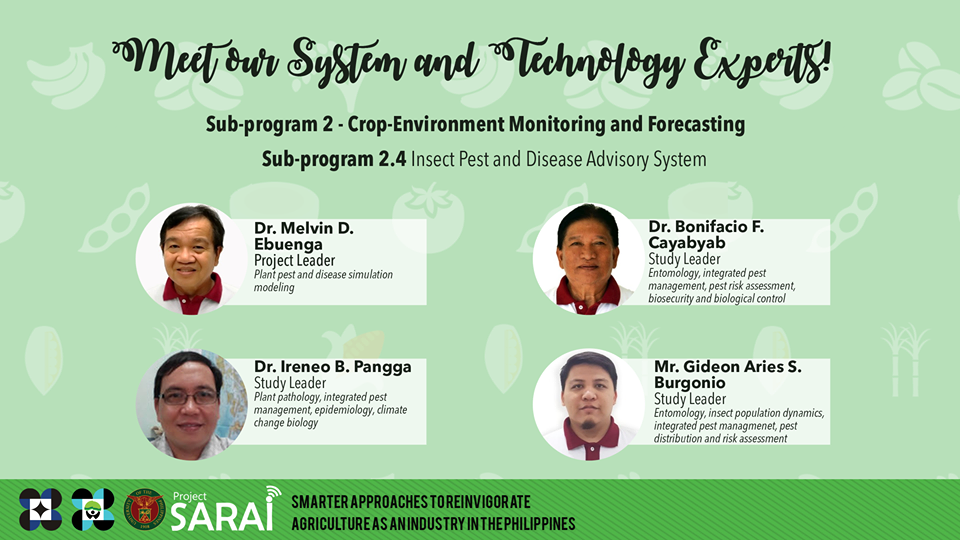 Meet our System and Technology Experts!
Sub-program 2 - Crop-Environment Monitoring and Forecasting
Sub-program 2.4 Insect Pest and Disease Advisory System
Dr. Melvin D.
Ebuenga
Project Leader
Plant pest and disease simulation
modeling
Dr. Bonifacio F.
Cayabyab
Study Leader
Entomology, integrated pest
management, pest risk assessment,
biosecurity and biological control
Dr. Ireneo B. Pangga
Study Leader
Plant pathology, integrated pest
management, epidemiology, climate
change biology
Mr. Gideon Aries S.
Burgonio
Study Leader
Entomology, insect population dynamics,
integrated pest managmenet, pest
distribution and risk assessment
Project
SARAI
SMARTER APPROACHES TO REINVIGORATE
AGRICULTURE AS AN INDUSTRY IN THE PHILIPPINES